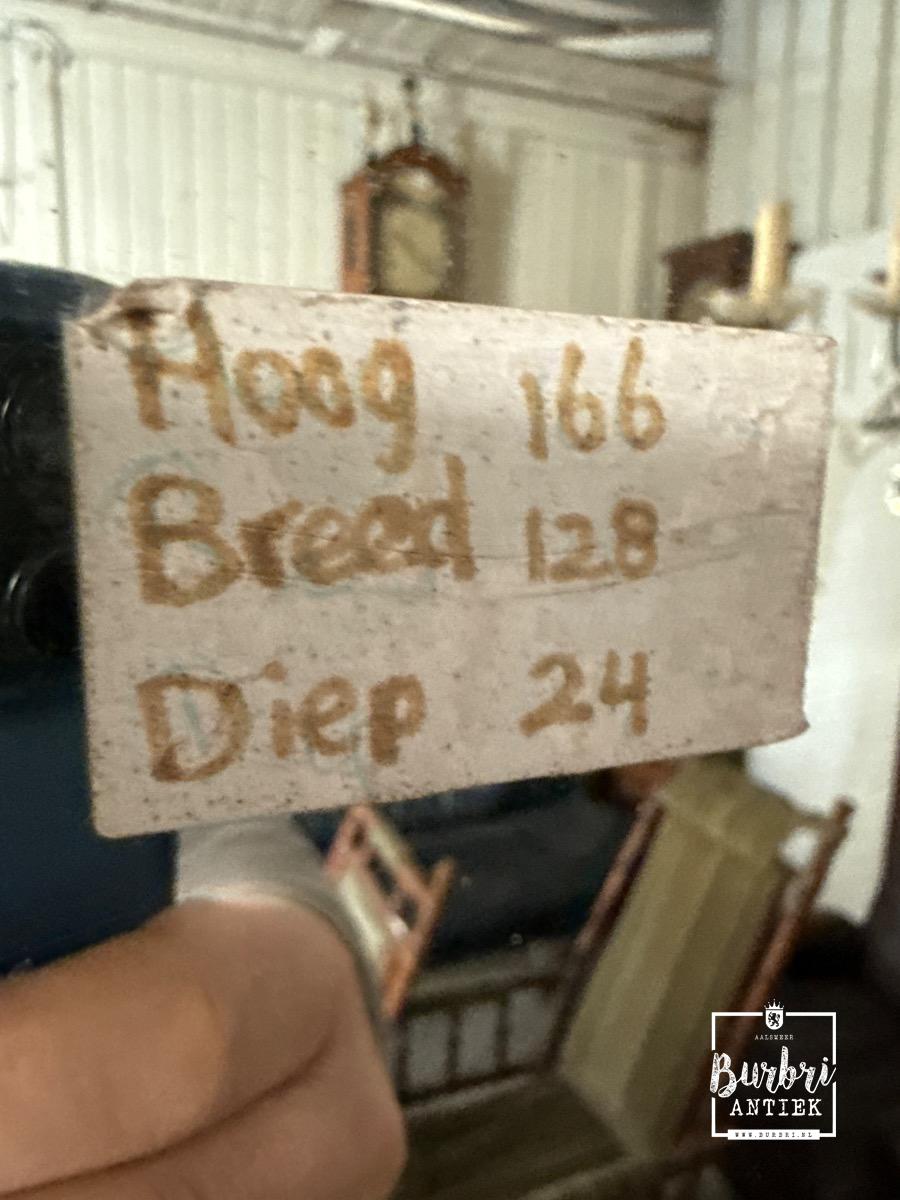 Hoog 166
Breed 128
Diep 24
AALSMEER
Burbri
ANTIEK
WWW.BURBRI.NL